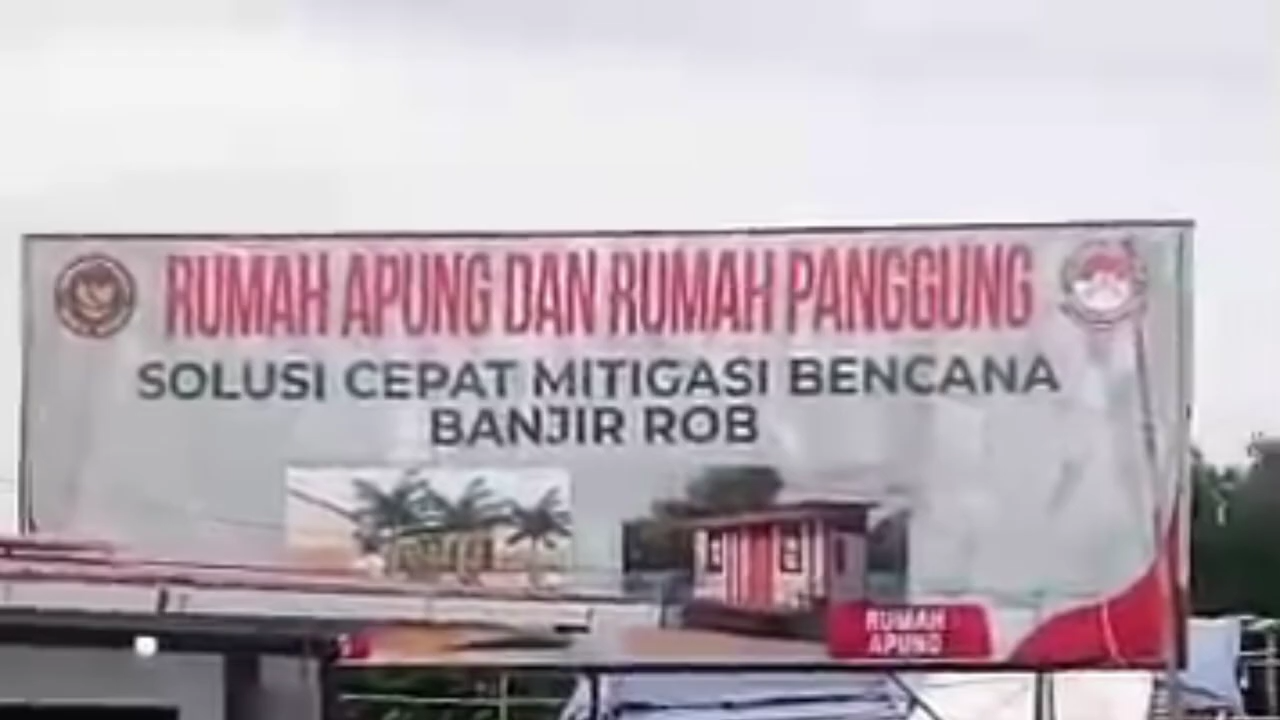 RUMAH APUNG DAN RUMAH PANGGUNG
SOLUSI CEPAT MITIGASI BENCANA
BANJIR ROB
RUMAH
APUNG